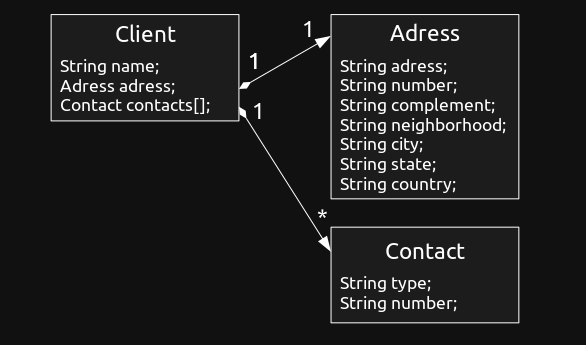 Client
String name;
Adress adress;
Contact contacts[];
1
1
Adress
String adress;
String number;
String complement;
String neighborhood;
String city;
String state;
String country;
1
*
Contact
String type;
String number;